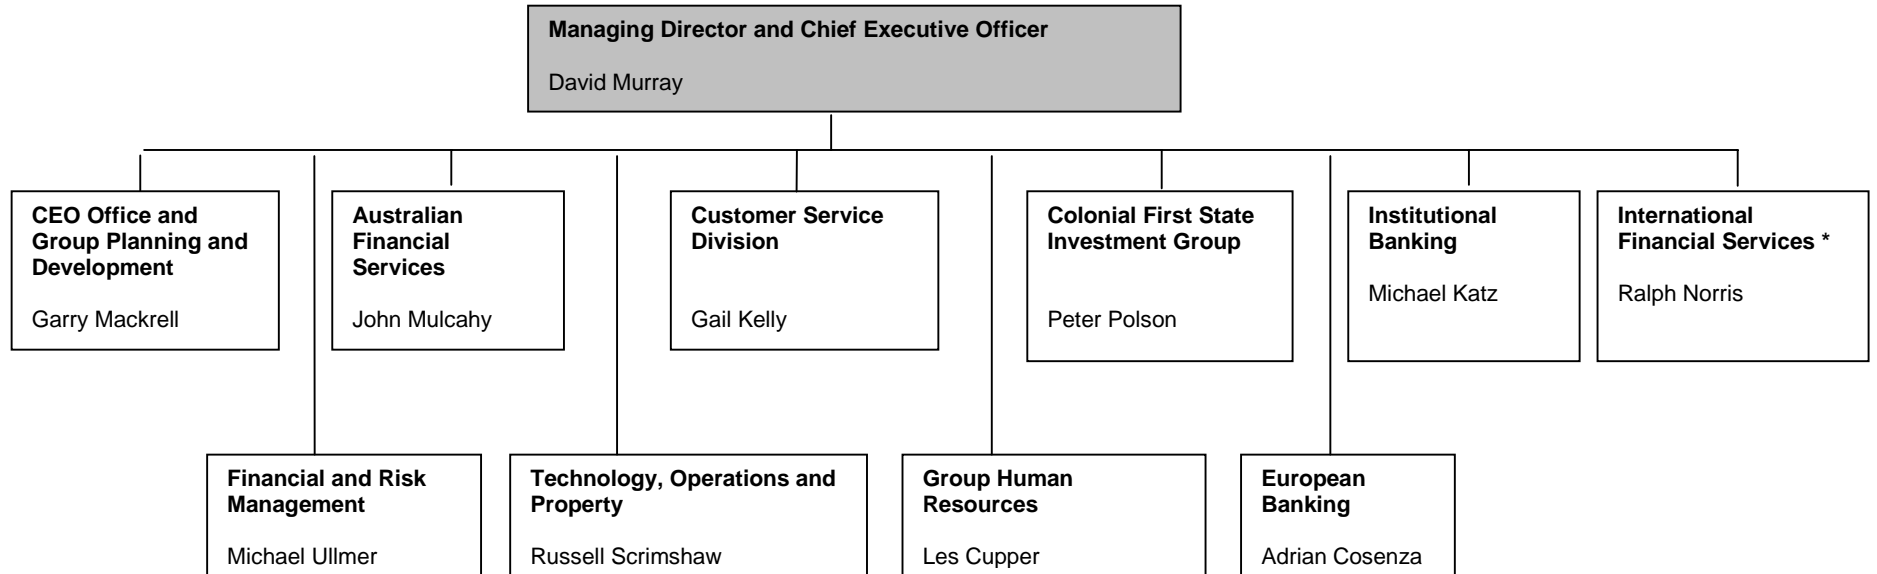 Managing Director and Chief Executive Officer
David Murray
CEO Office and
Group Planning and
Development
Garry Mackrell
Australian
Financial
Services
John Mulcahy
Customer Service
Division
Gail Kelly
Colonial First State
Investment Group
Peter Polson
Institutional
Banking
Michael Katz
International
Financial Services *
Ralph Norris
Financial and Risk
Management
Michael Ullmer
Technology, Operations and
Property
Russell Scrimshaw
Group Human
Resources
Les Cupper
European
Banking
Adrian Cosenza